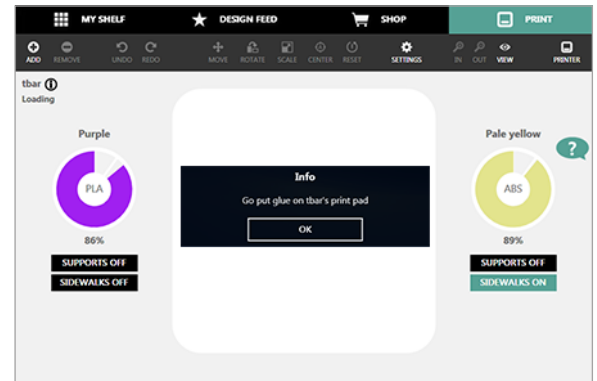 MY SHELF
DESIGN FEED
SHOP
PRINT
ADD
REMOVE
UNDO
REDO
MOVE
ROTATE
SCALE
CENTER
RESET
SETTINGS
IN
OUT
VIEW
PRINTER
tbar
Loading
Purple
PLA
86%
SUPPORTS OFF
SIDEWALKS OFF
Info
Go put glue on tbar's print pad
OK
Pale yellow
?
ABS
89%
SUPPORTS OFF
SIDEWALKS ON